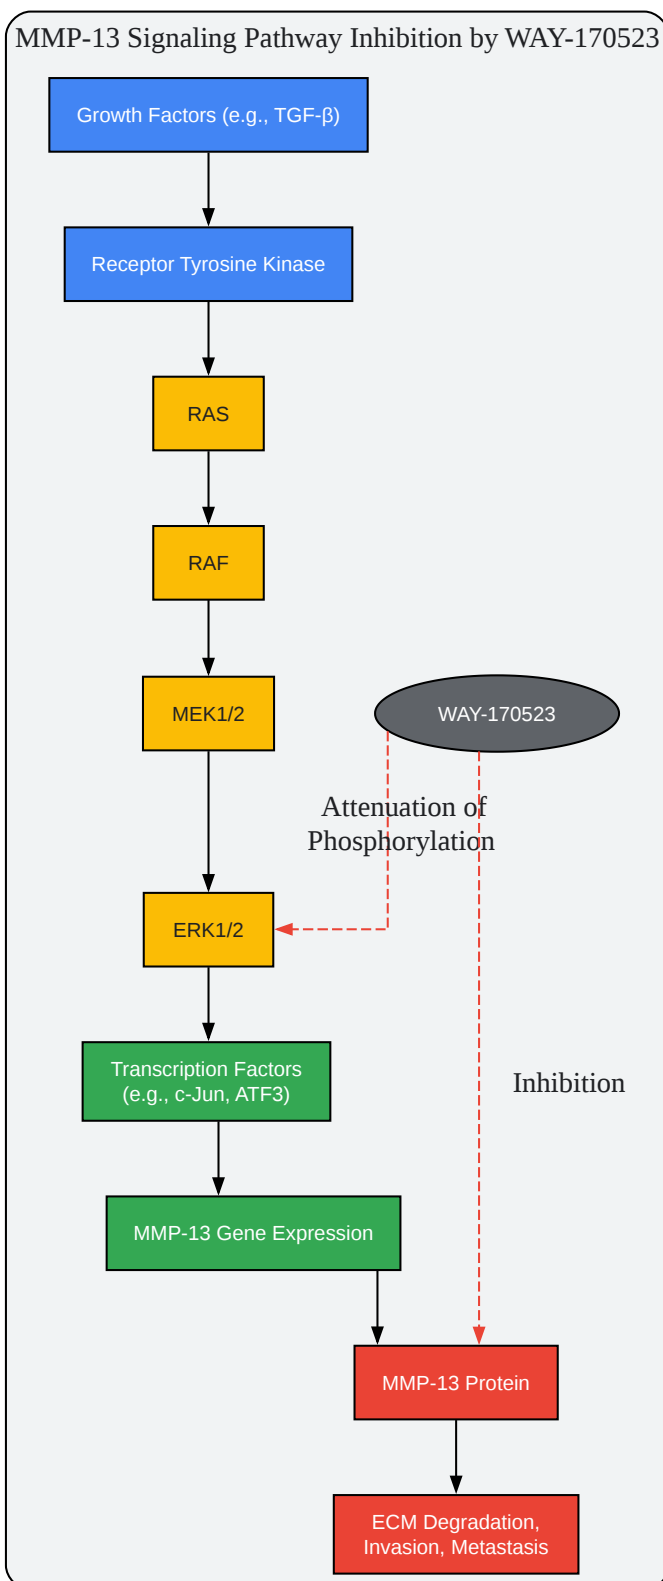 MMP-13 Signaling Pathway Inhibition by WAY-170523
Growth Factors (e.g., TGF-β)
Receptor Tyrosine Kinase
RAS
RAF
MEK1/2
WAY-170523
Attenuation of
Phosphorylation
ERK1/2
Transcription Factors
(e.g., c-Jun, ATF3)
Inhibition
MMP-13 Gene Expression
MMP-13 Protein
ECM Degradation,
Invasion, Metastasis